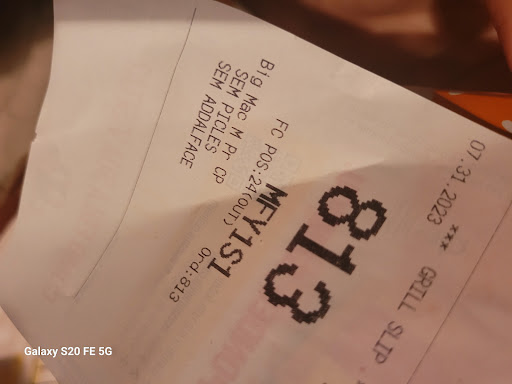 07.31.2023 *** GRILL SLIP
813
MFY1S1
FC POS:24(OUT) Ord:813
Big Mac M Pr CP
SEM PICLES
SEM ADDALFACE
Galaxy S20 FE 5G